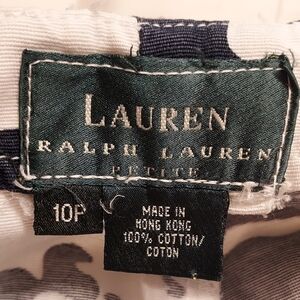 LAUREN
RALPH LAUREN
PETITE
10P
MADE IN
HONG KONG
100% COTTON/
COTON